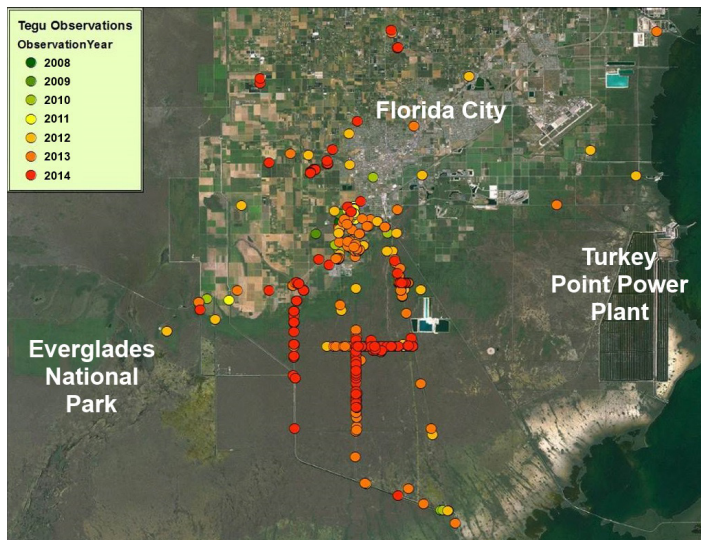 Tegu Observations
ObservationYear
2008
2009
2010
2011
2012
2013
2014
Florida City
Turkey
Point Power
Plant
Everglades
National
Park